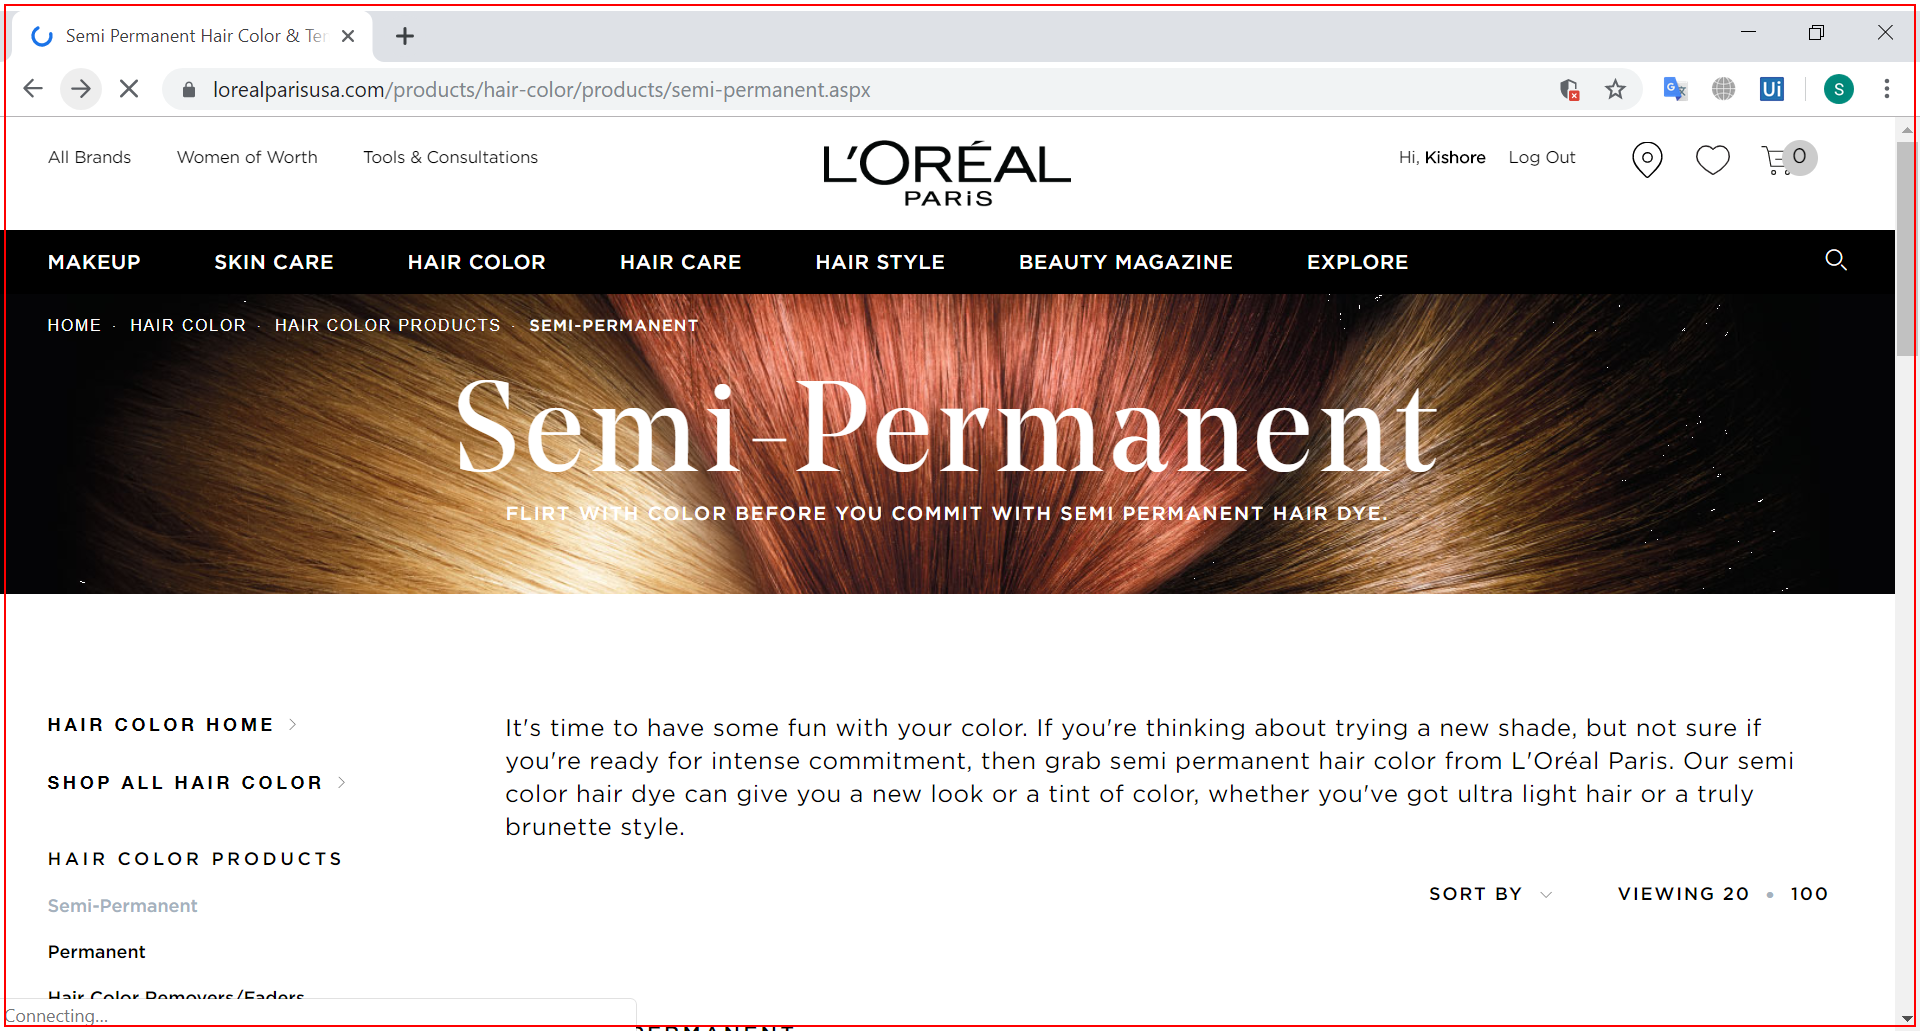 Semi Permanent Hair Color & Ter
lorealparisusa.com/products/hair-color/products/semi-permanent.aspx
Ui
S
All Brands
Women of Worth
Tools & Consultations
L'ORÉAL
PARiS
Hi, Kishore
Log Out
0
MAKEUP
SKIN CARE
HAIR COLOR
HAIR CARE
HAIR STYLE
BEAUTY MAGAZINE
EXPLORE
HOME · HAIR COLOR · HAIR COLOR PRODUCTS · SEMI-PERMANENT
Semi-Permanent
FLIRT WITH COLOR BEFORE YOU COMMIT WITH SEMI PERMANENT HAIR DYE.
HAIR COLOR HOME
SHOP ALL HAIR COLOR
HAIR COLOR PRODUCTS
Semi-Permanent
Permanent
Hair Color Removers/Faders
It's time to have some fun with your color. If you're thinking about trying a new shade, but not sure if
you're ready for intense commitment, then grab semi permanent hair color from L'Oréal Paris. Our semi
color hair dye can give you a new look or a tint of color, whether you've got ultra light hair or a truly
brunette style.
SORT BY
VIEWING 20 • 100
Connecting...